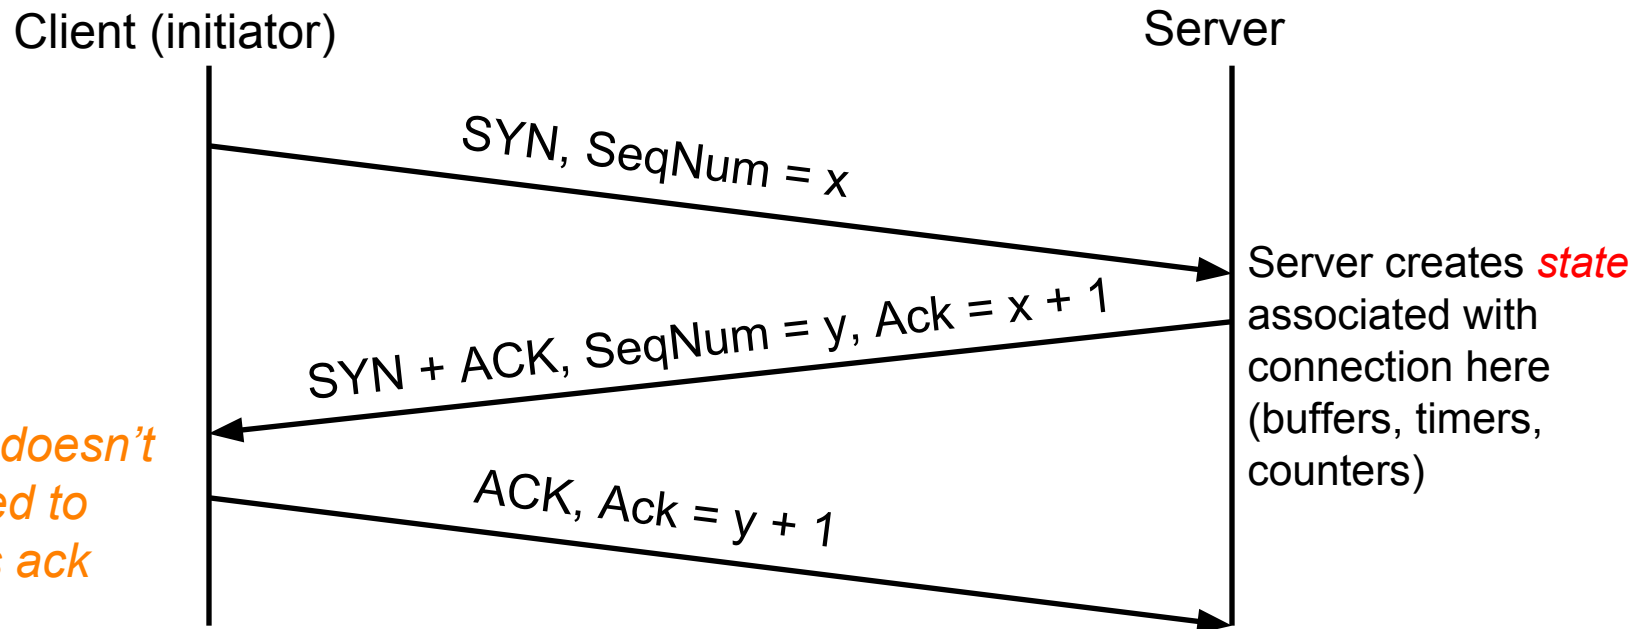 Client (initiator)
Server
SYN, SeqNum = x
Server creates state
associated with
connection here
(buffers, timers,
counters)
SYN + ACK, SeqNum = y, Ack = x + 1
doesn't
to
ack
ACK, Ack = y + 1